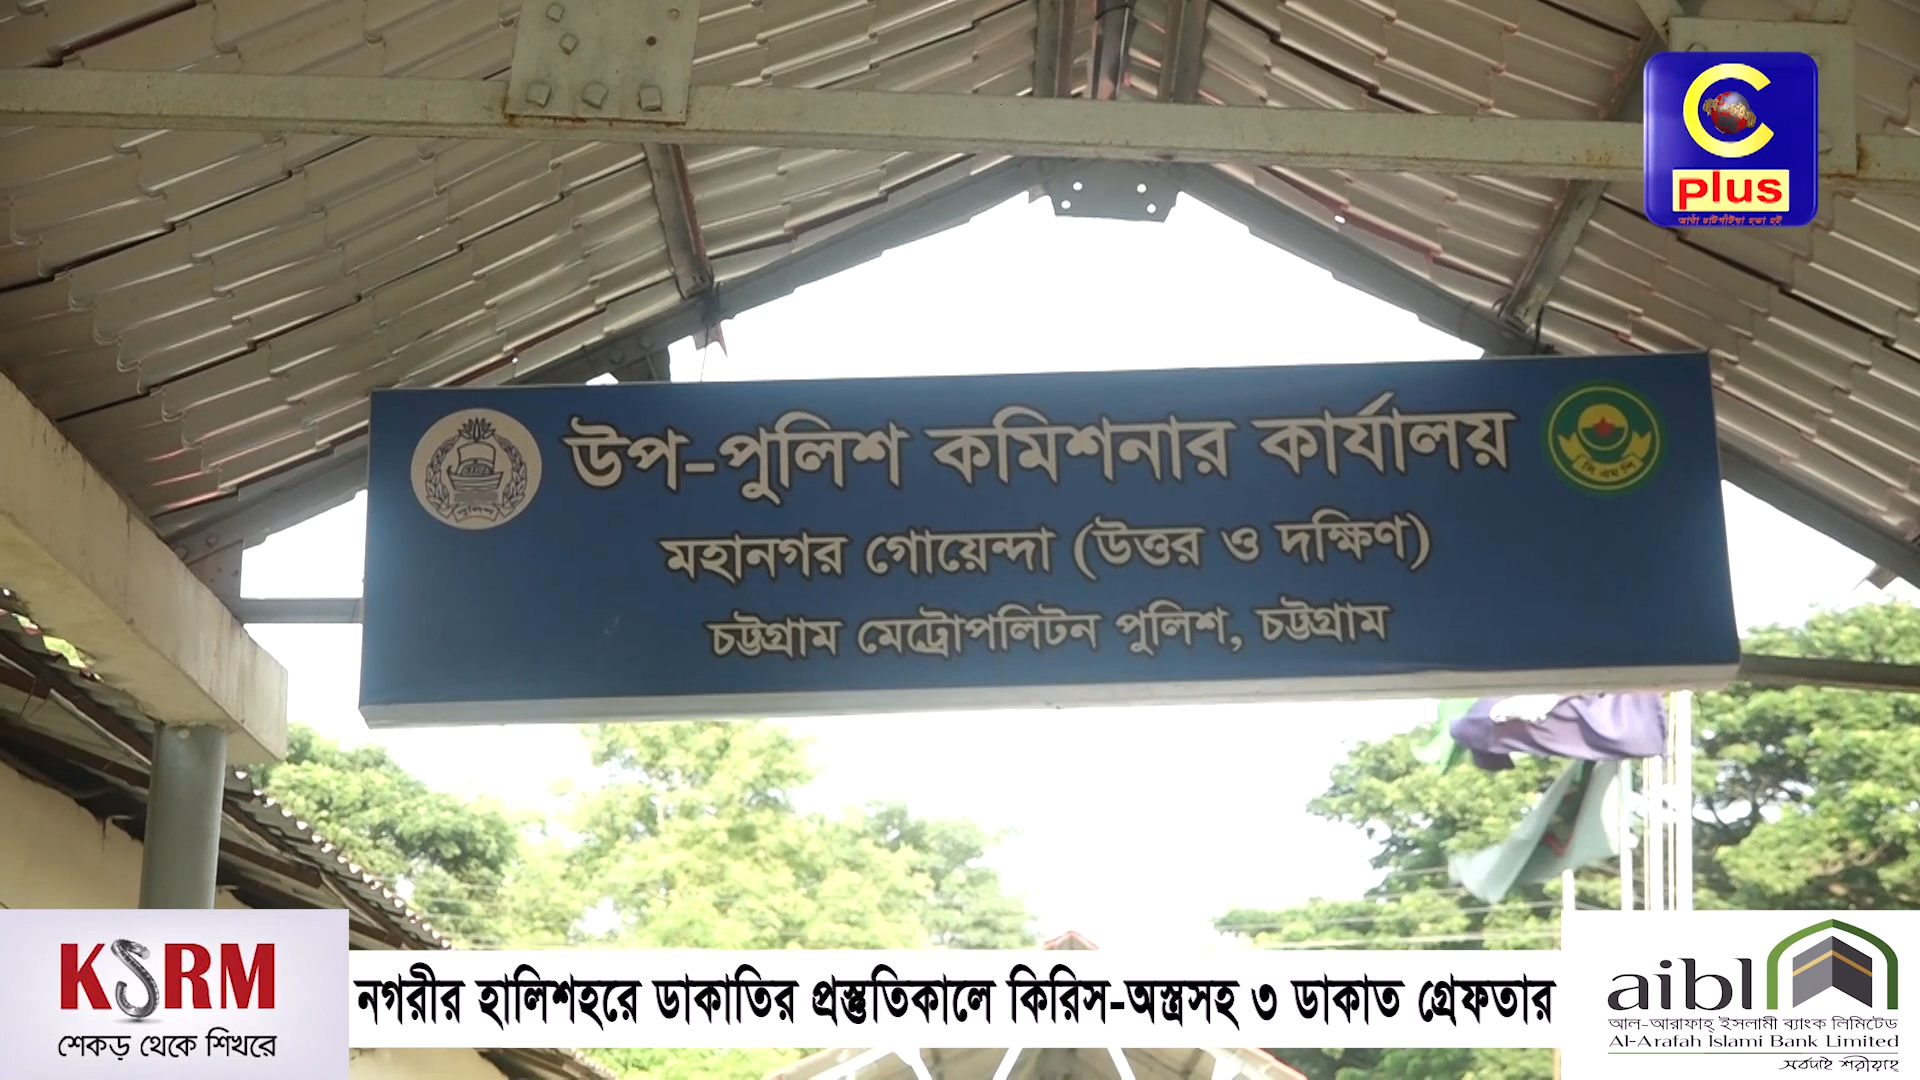 C
plus
উপ-পুলিশ কমিশনার কার্যালয়
মহানগর গোয়েন্দা (উত্তর ও দক্ষিণ)
চট্টগ্রাম মেট্রোপলিটন পুলিশ, চট্টগ্রাম
পুলিশ
সি এম পি
KSRM
শেকড় থেকে শিখরে
নগরীর হালিশহরে ডাকাতির প্রস্তুতিকালে কিরিস-অস্ত্রসহ ৩ ডাকাত গ্রেফতার
aibl
আল-আরাফাহ্ ইসলামী ব্যাংক লিমিটেড
Al-Arafah Islami Bank Limited
সর্বদাই শরীয়াহ্